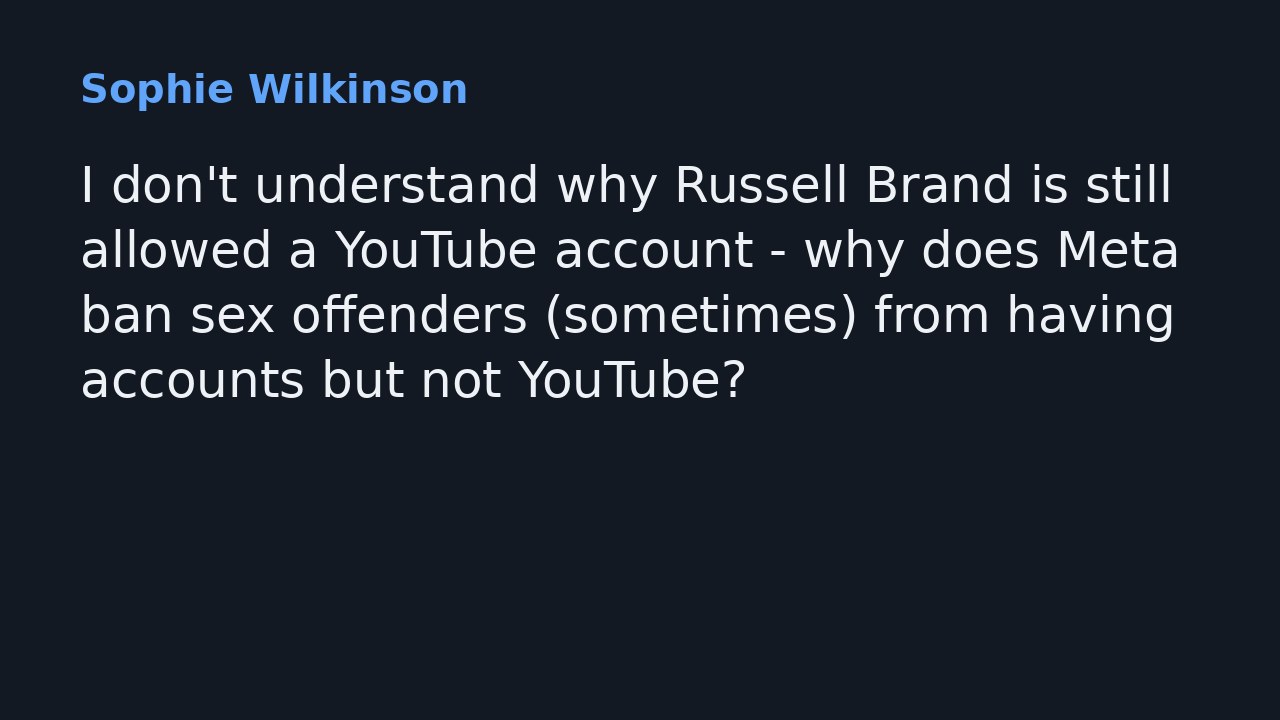 Sophie Wilkinson
I don't understand why Russell Brand is still
allowed a YouTube account - why does Meta
ban sex offenders (sometimes) from having
accounts but not YouTube?